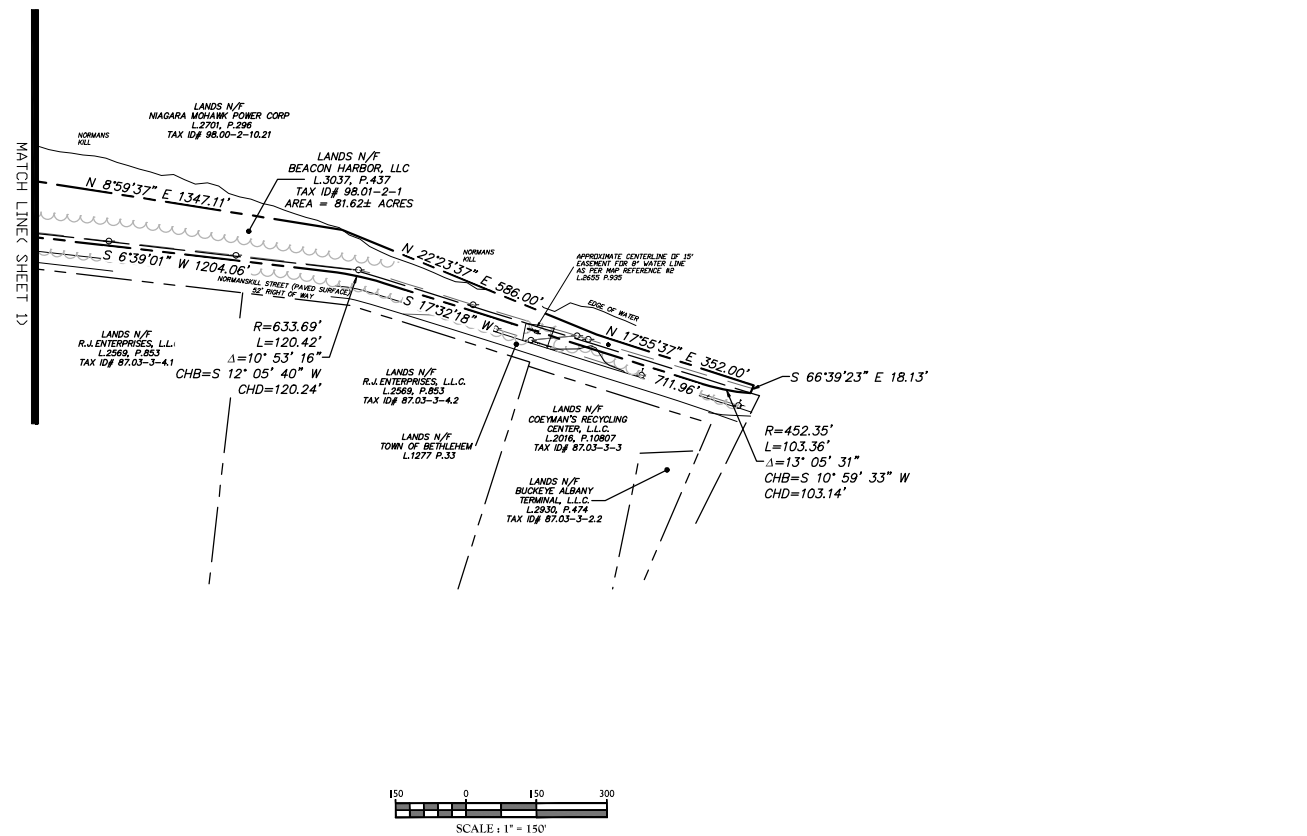 LANDS N/F
NIAGARA MOHAWK POWER CORP
L.2701, P.296
TAX ID# 98.00-2-10.21
NORMANS
KILL
MATCH LINE( SHEET 1)
LANDS N/F
BEACON HARBOR, LLC
L.3037, P.437
TAX ID# 98.01-2-1
AREA = 81.62± ACRES
N 8°59'37" E 1347.11'
N 22°23'37" E 586.00'
NORMANS
KILL
APPROXIMATE CENTERLINE OF 15'
EASEMENT FOR 8" WATER LINE
AS PER MAP REFERENCE #2
L.2655 P.935
S 6°39'01" W 1204.06'
NORMANSKILL STREET (PAVED SURFACE)
52' RIGHT OF WAY
S 17°32'18" W
711.96'
EDGE OF WATER
N 17°55'37" E 352.00'
S 66°39'23" E 18.13'
LANDS N/F
R.J.ENTERPRISES, L.L.
L.2569, P.853
TAX ID# 87.03-3-4.1
R=633.69'
L=120.42'
Δ=10° 53' 16"
CHB=S 12° 05' 40" W
CHD=120.24'
LANDS N/F
R.J.ENTERPRISES, L.L.C.
L.2569, P.853
TAX ID# 87.03-3-4.2
LANDS N/F
TOWN OF BETHLEHEM
L.1277 P.33
LANDS N/F
COEYMAN'S RECYCLING
CENTER, L.L.C.
L.2016, P.10807
TAX ID# 87.03-3-3
LANDS N/F
BUCKEYE ALBANY
TERMINAL, L.L.C.
L.2930, P.474
TAX ID# 87.03-3-2.2
R=452.35'
L=103.36'
Δ=13° 05' 31"
CHB=S 10° 59' 33" W
CHD=103.14'
150 0 150 300
SCALE : 1" = 150'